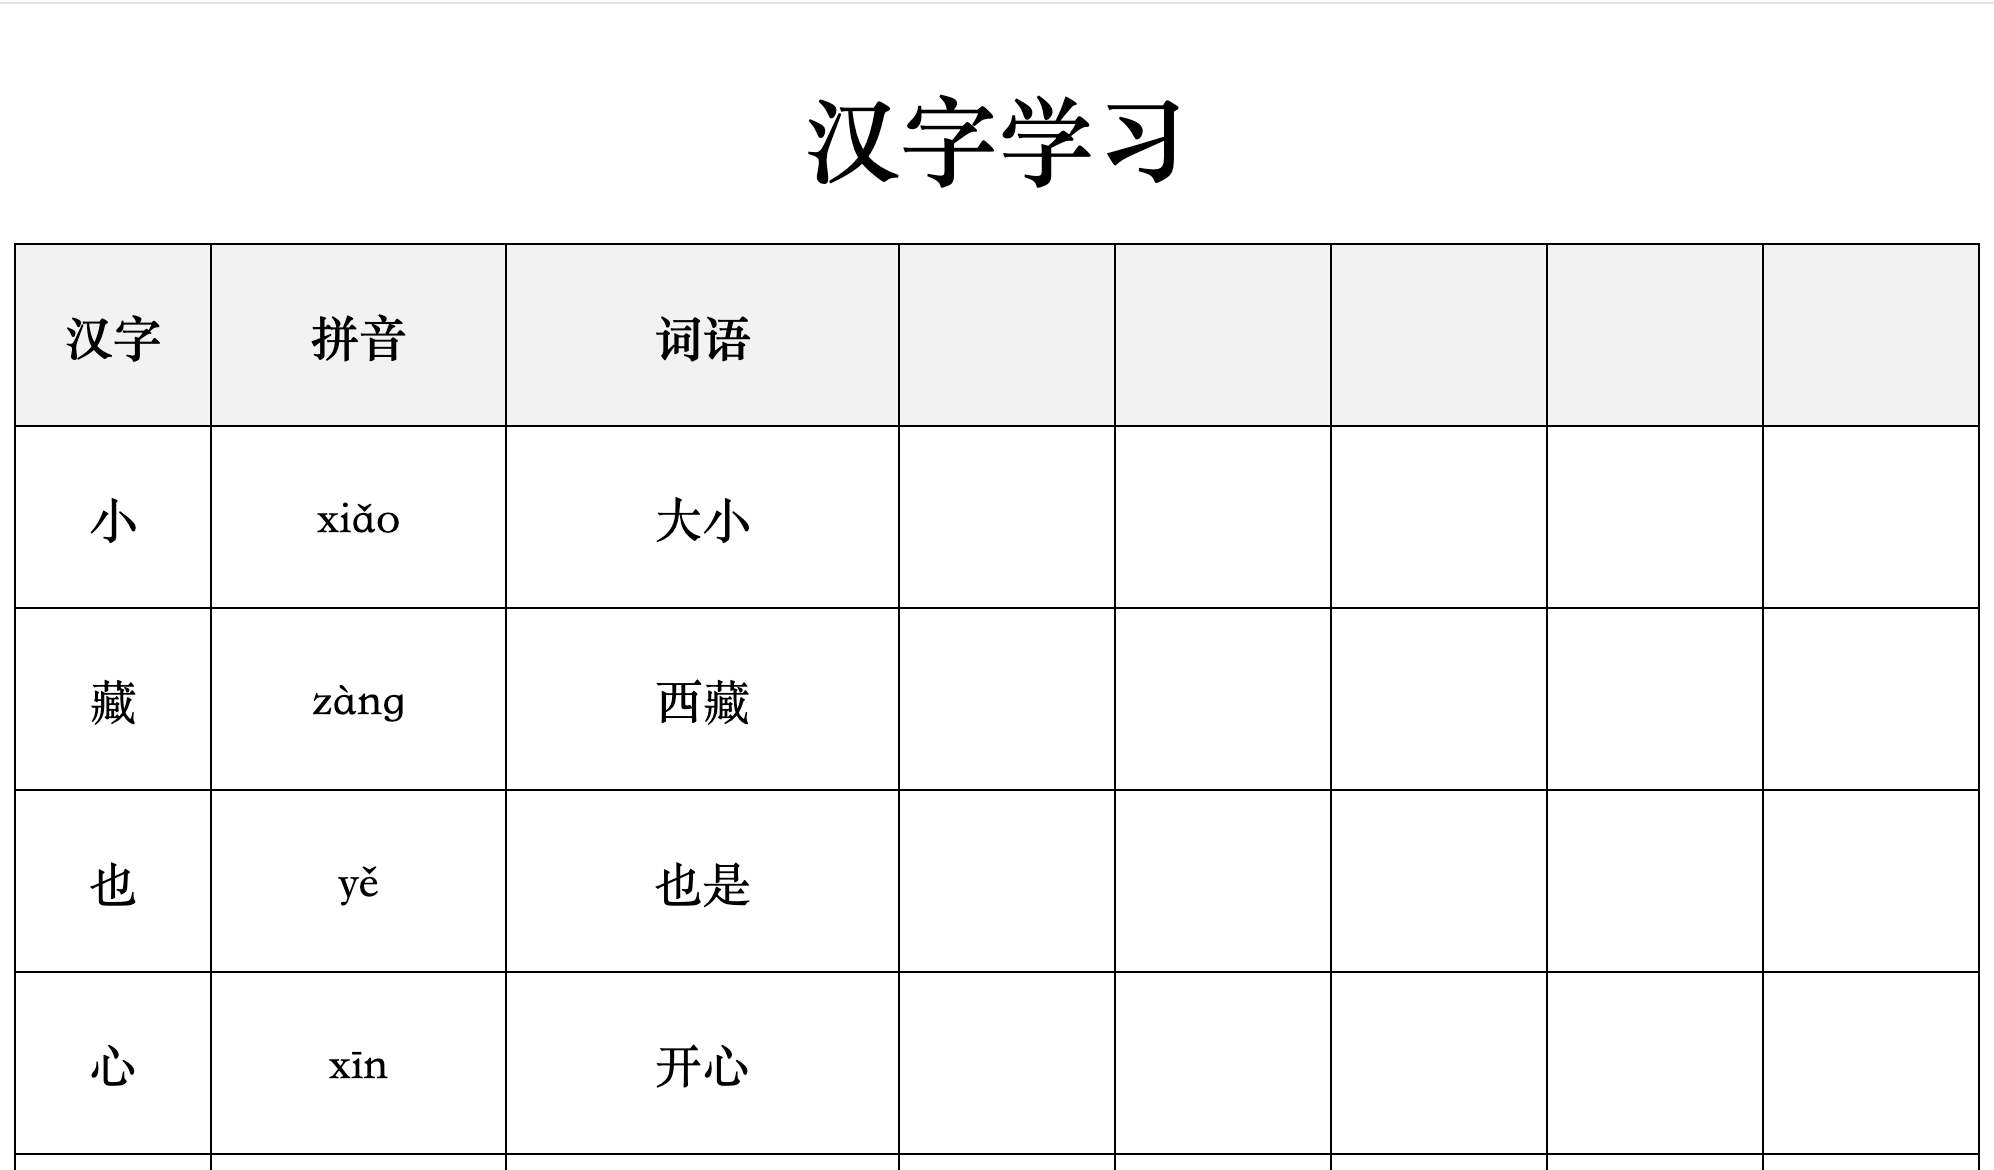 汉字学习
汉字 拼音 词语
小 xiǎo 大小
藏 zàng 西藏
也 yě 也是
心 xīn 开心